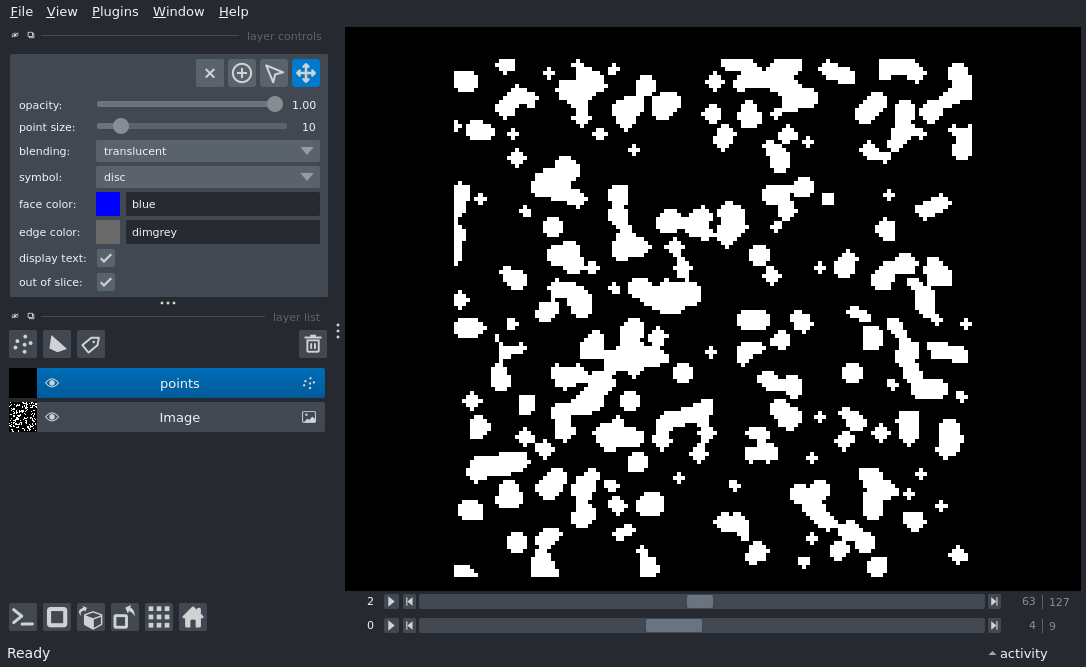 File View Plugins Window Help
layer controls
opacity: 1.00
point size: 10
blending: translucent
symbol: disc
face color: blue
edge color: dimgrey
display text:
out of slice:
layer list
points
Image
2 63 127
0 4 9
Ready activity